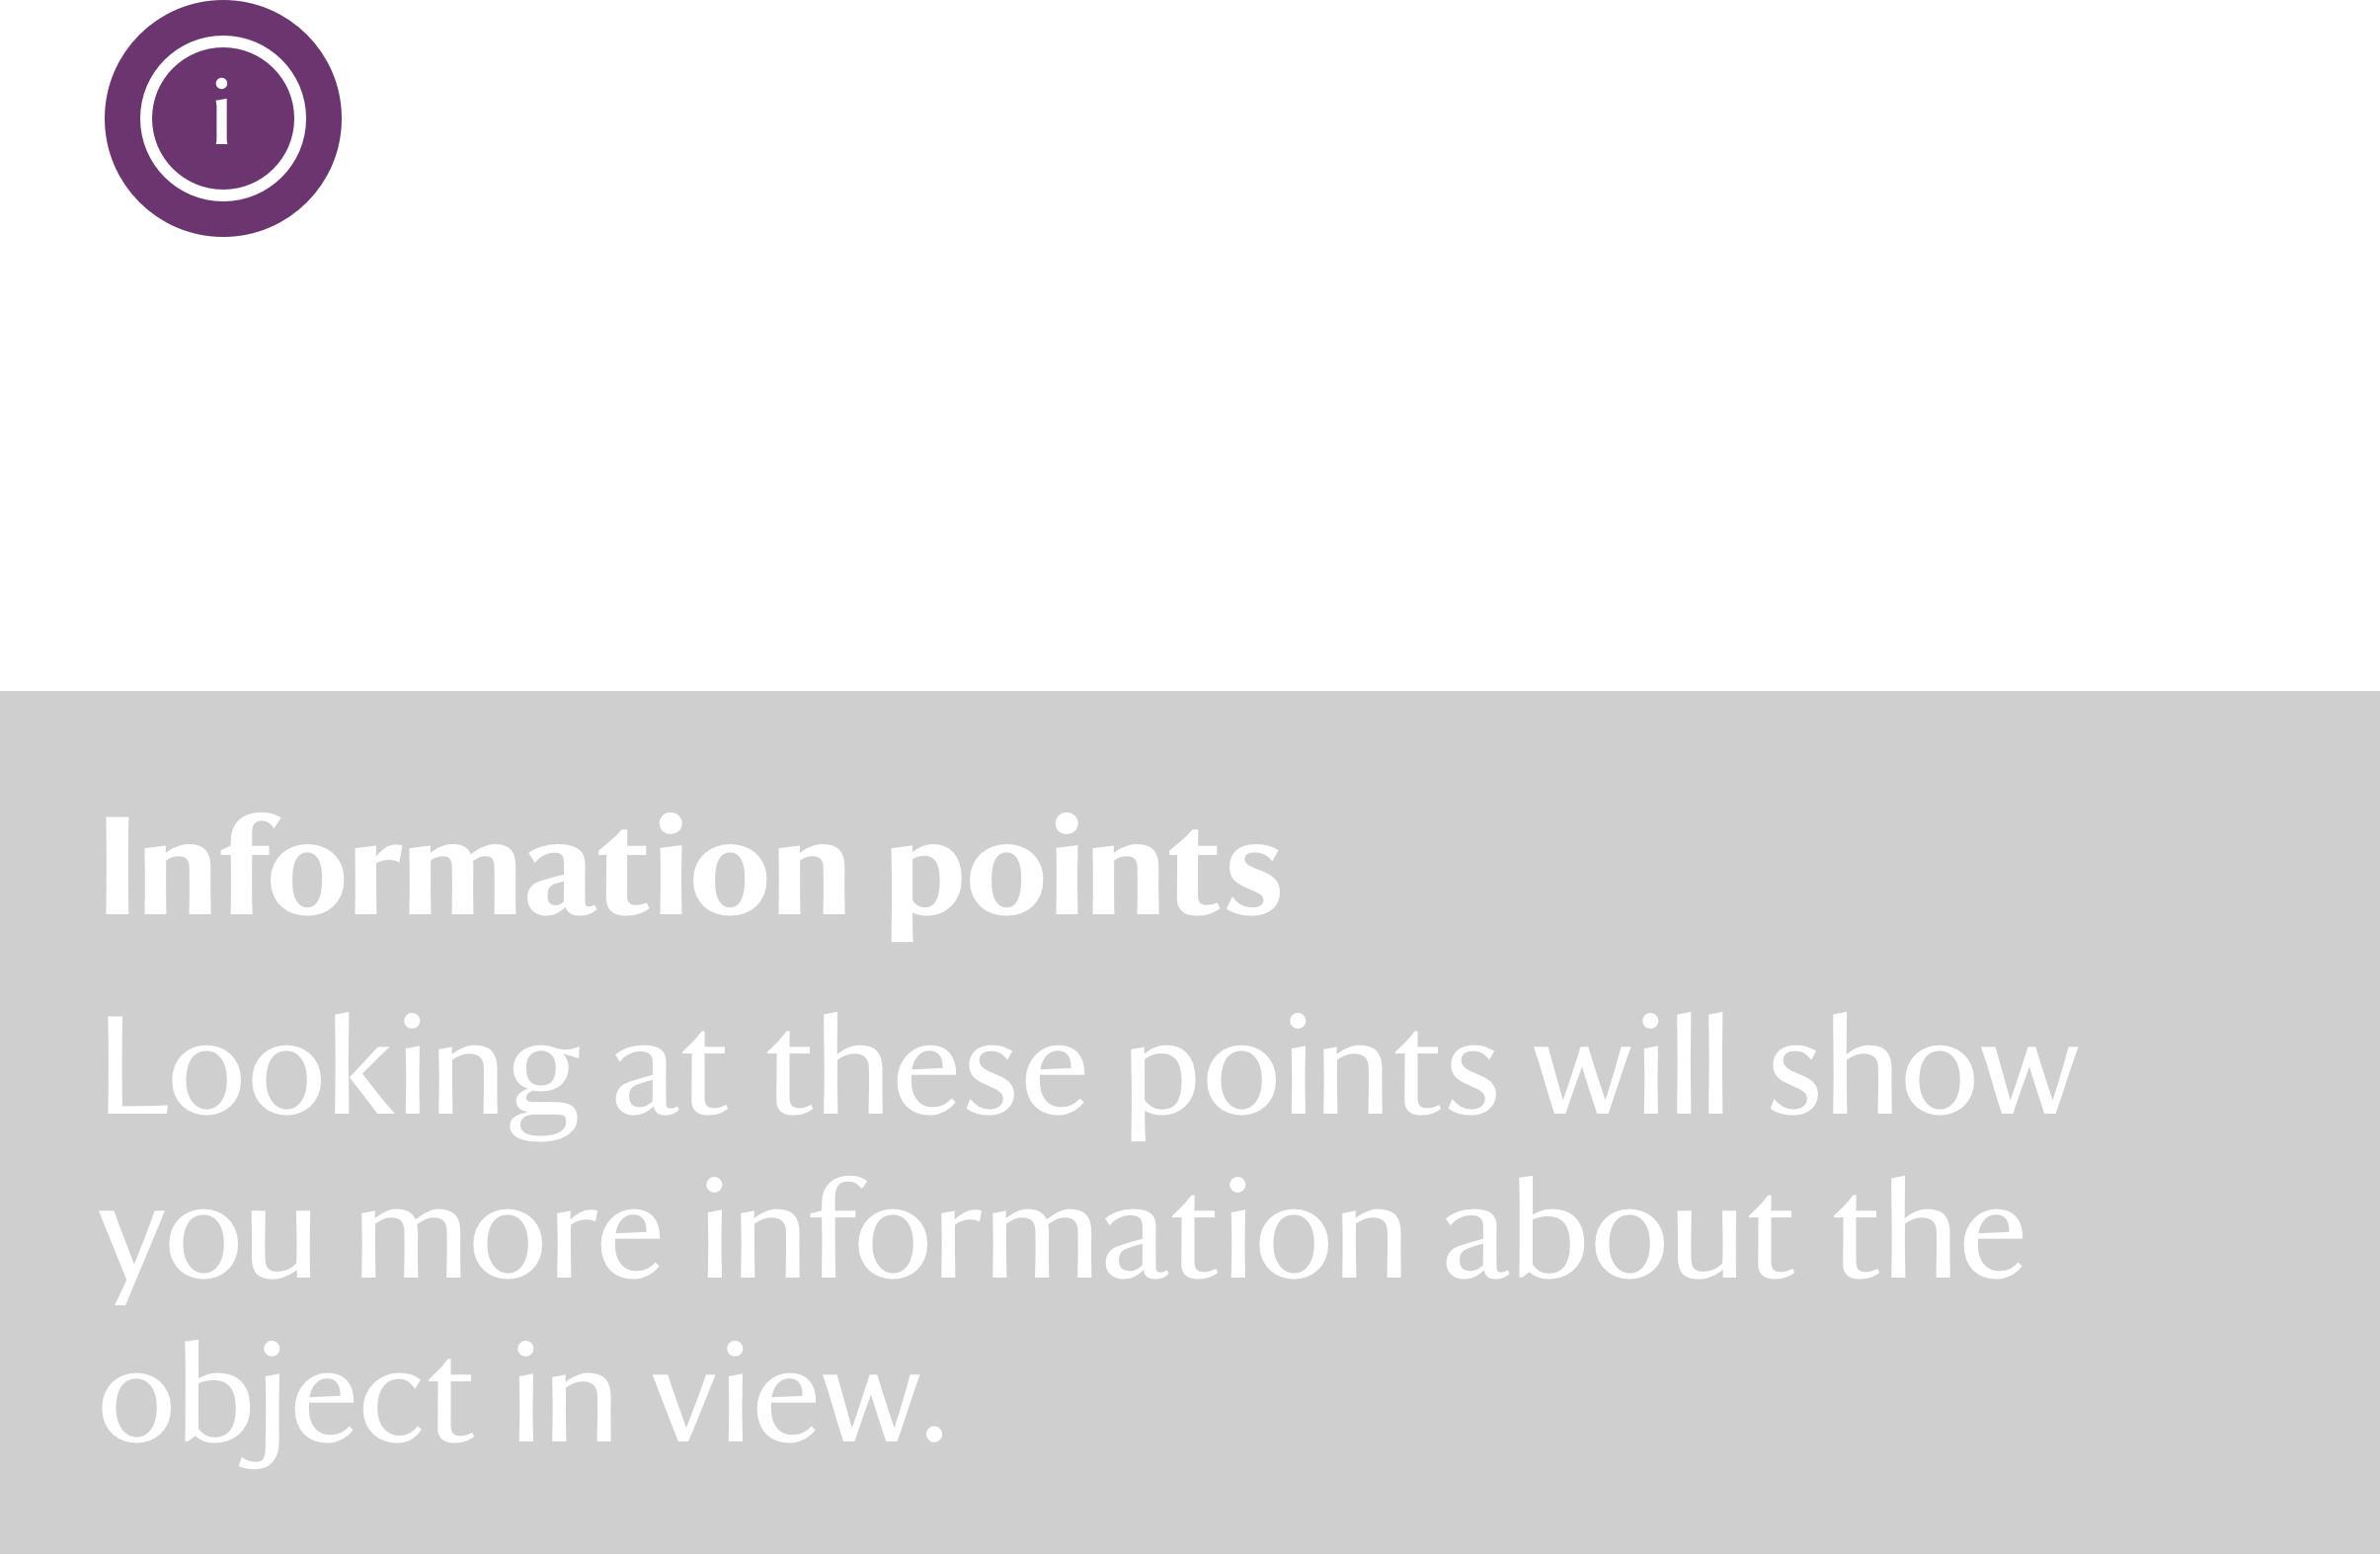 i
Information points
Looking at these points will show
you more information about the
object in view.